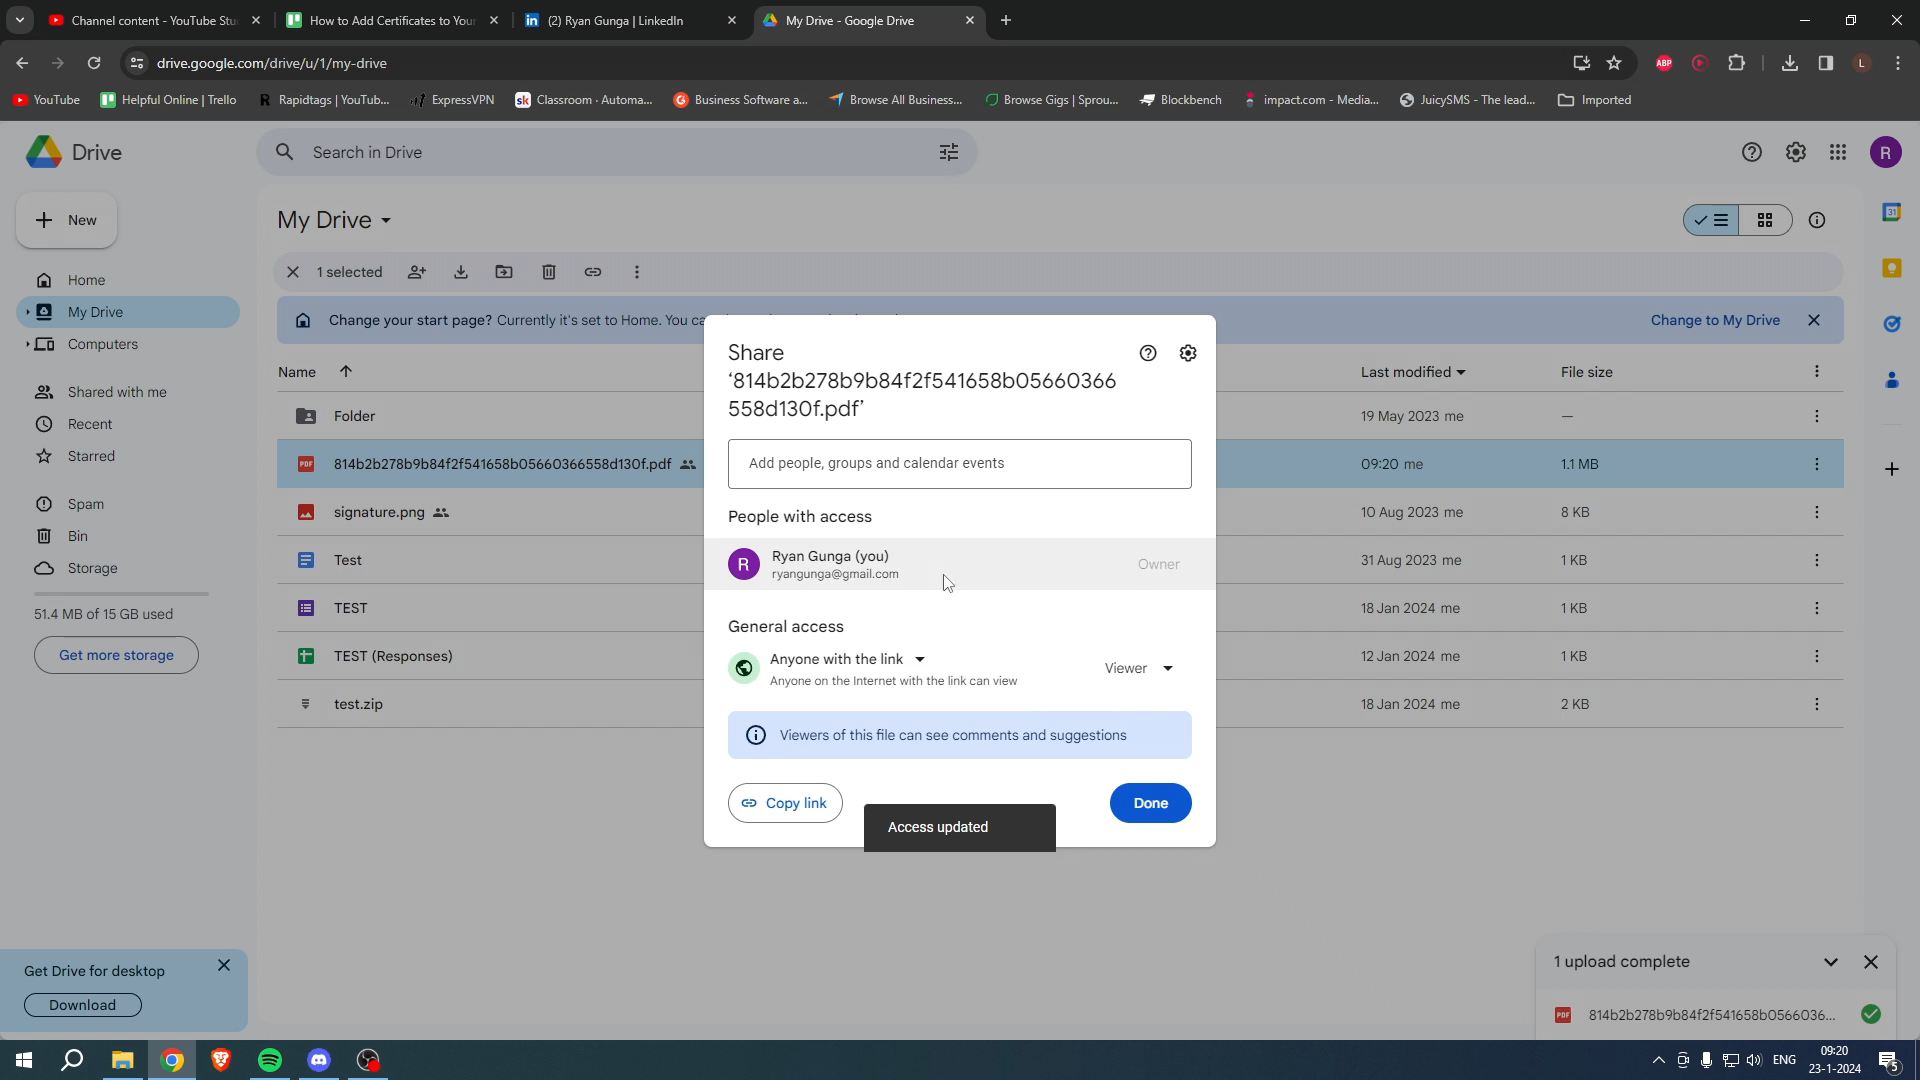 Channel content - YouTube Stu
How to Add Certificates to Your
(2) Ryan Gunga | LinkedIn
My Drive - Google Drive
drive.google.com/drive/u/1/my-drive
ABP
L
YouTube
Helpful Online | Trello
Rapidtags | YouTub...
ExpressVPN
Classroom - Automa...
Business Software a...
Browse All Business...
Browse Gigs | Sprou...
Blockbench
impact.com - Media...
JuicySMS - The lead...
Imported
Drive
Search in Drive
R
New
My Drive
1 selected
Home
My Drive
Computers
Shared with me
Recent
Starred
Spam
Bin
Storage
51.4 MB of 15 GB used
Get more storage
Change your start page? Currently it's set to Home. You ca
Change to My Drive
Name
Last modified
File size
Folder
19 May 2023 me
—
814b2b278b9b84f2f541658b05660366558d130f.pdf
09:20 me
1.1 MB
signature.png
10 Aug 2023 me
8 KB
Test
31 Aug 2023 me
1 KB
TEST
18 Jan 2024 me
1 KB
TEST (Responses)
12 Jan 2024 me
1 KB
test.zip
18 Jan 2024 me
2 KB
Share
‘814b2b278b9b84f2f541658b05660366
558d130f.pdf’
Add people, groups and calendar events
People with access
R
Ryan Gunga (you)
ryangunga@gmail.com
Owner
General access
Anyone with the link
Anyone on the Internet with the link can view
Viewer
Viewers of this file can see comments and suggestions
Copy link
Done
Access updated
Get Drive for desktop
Download
1 upload complete
814b2b278b9b84f2f541658b0566036...
ENG
09:20
23-1-2024
5